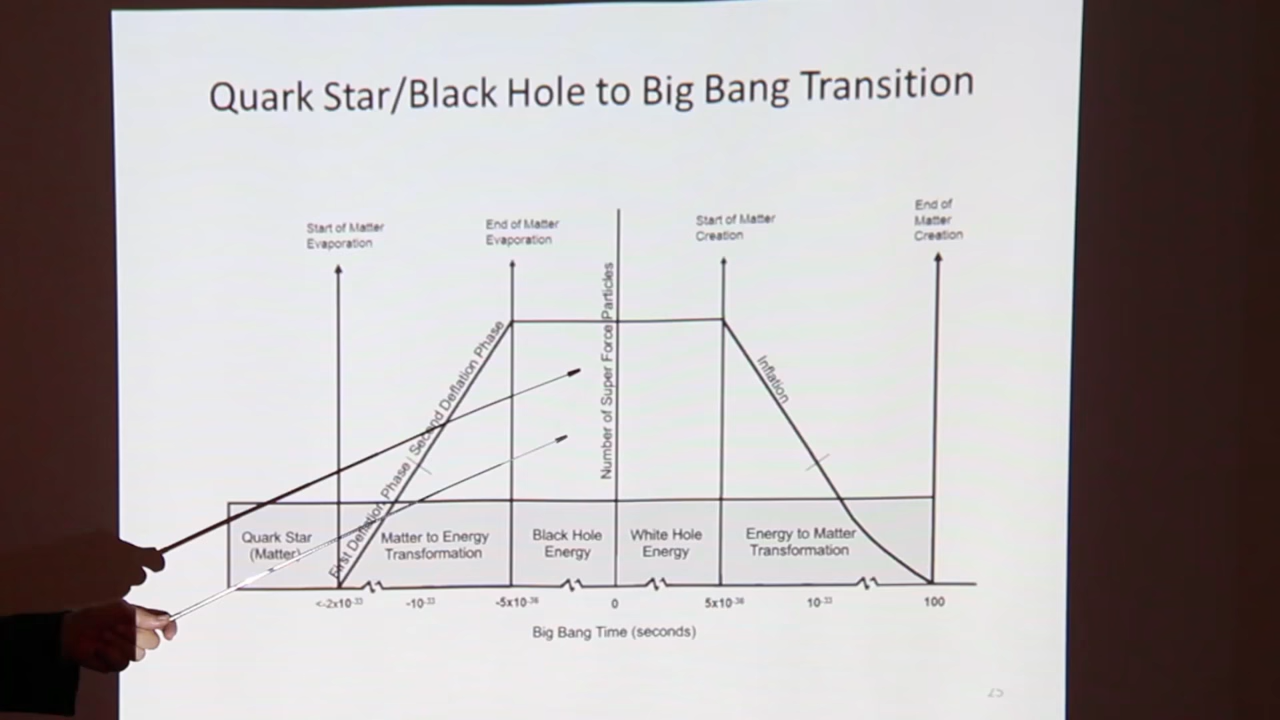 Quark Star/Black Hole to Big Bang Transition
Start of Matter
Evaporation
End of Matter
Evaporation
Start of Matter
Creation
End of
Matter
Creation
First Deflation Phase
Second Deflation Phase
Number of Super Force Particles
Inflation
Quark Star
(Matter)
Matter to Energy
Transformation
Black Hole
Energy
White Hole
Energy
Energy to Matter
Transformation
<-2x10-33
-10-33
-5x10-36
0
5x10-36
10-33
100
Big Bang Time (seconds)
25